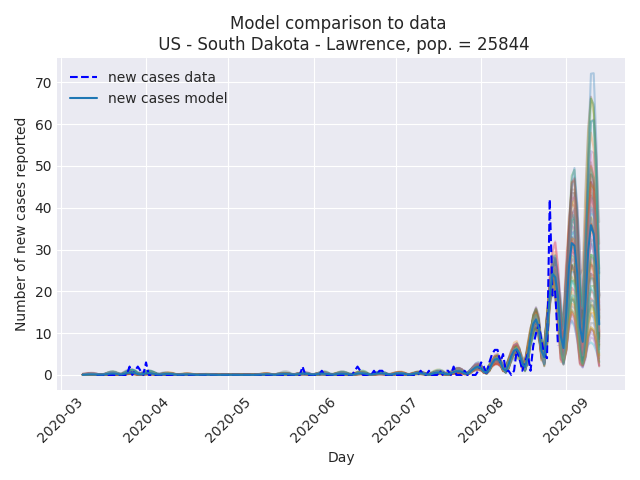 Model comparison to data
US - South Dakota - Lawrence, pop. = 25844
new cases data
new cases model
Number of new cases reported
70
60
50
40
30
20
10
0
2020-03
2020-04
2020-05
2020-06
2020-07
2020-08
2020-09
Day